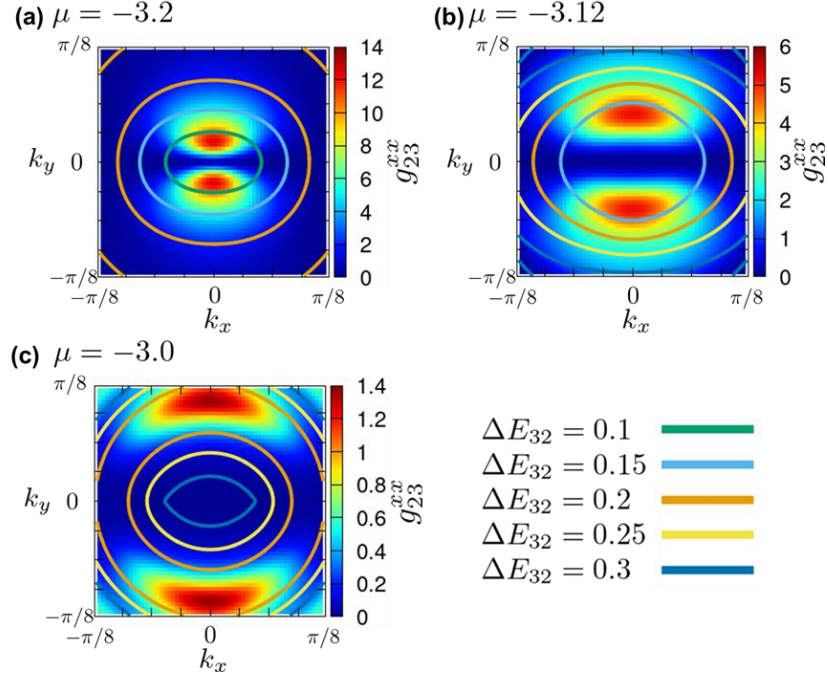 (a) μ = −3.2
π/8
k_y 0
−π/8
−π/8 0 π/8
k_x
14
12
10
8
6
4
2
0
g_{23}^{xx}
(b) μ = −3.12
π/8
k_y 0
−π/8
−π/8 0 π/8
k_x
6
5
4
3
2
1
0
g_{23}^{xx}
(c) μ = −3.0
π/8
k_y 0
−π/8
−π/8 0 π/8
k_x
1.4
1.2
1
0.8
0.6
0.4
0.2
0
g_{23}^{xx}
ΔE_{32} = 0.1
ΔE_{32} = 0.15
ΔE_{32} = 0.2
ΔE_{32} = 0.25
ΔE_{32} = 0.3